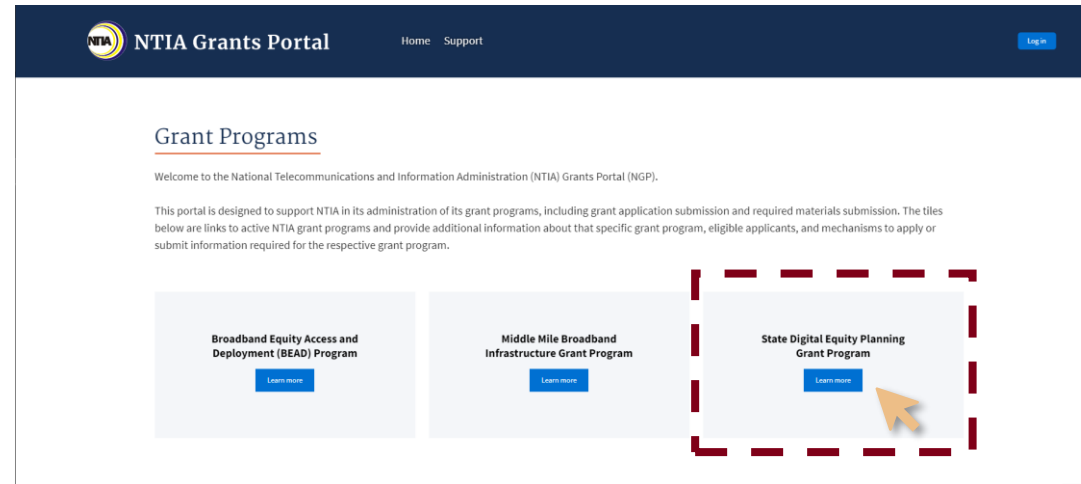 NTIA NTIA Grants Portal Home Support Log in
Grant Programs
Welcome to the National Telecommunications and Information Administration (NTIA) Grants Portal (NGP).
This portal is designed to support NTIA in its administration of its grant programs, including grant application submission and required materials submission. The tiles
below are links to active NTIA grant programs and provide additional information about that specific grant program, eligible applicants, and mechanisms to apply or
submit information required for the respective grant program.
Broadband Equity Access and
Deployment (BEAD) Program
Learn more
Middle Mile Broadband
Infrastructure Grant Program
Learn more
State Digital Equity Planning
Grant Program
Learn more